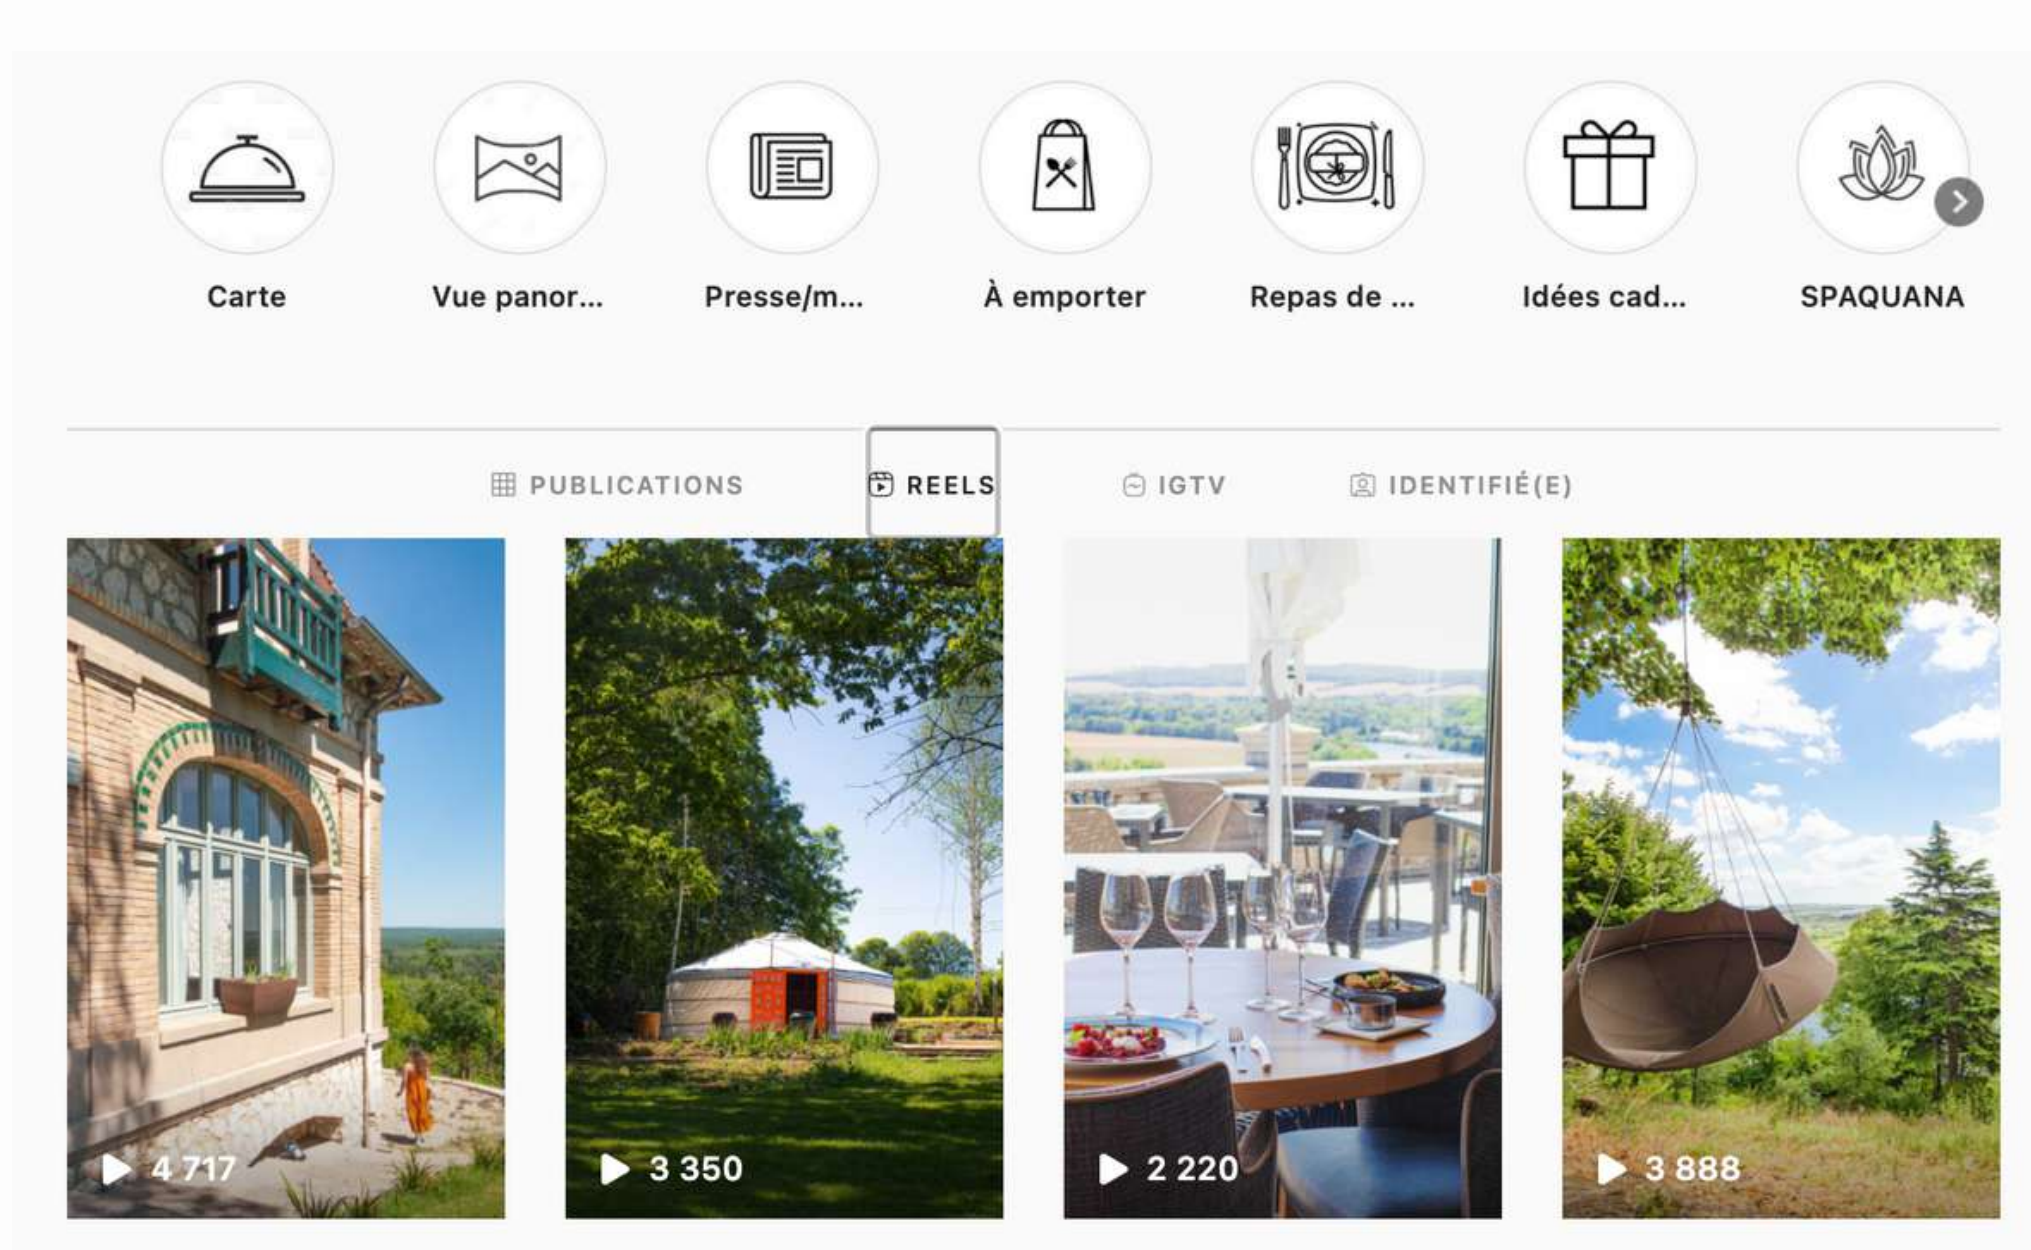 Carte
Vue panor...
Presse/m...
À emporter
Repas de ...
Idées cad...
SPAQUANA
PUBLICATIONS
REELS
IGTV
IDENTIFIÉ(E)
4 717
3 350
2 220
3 888